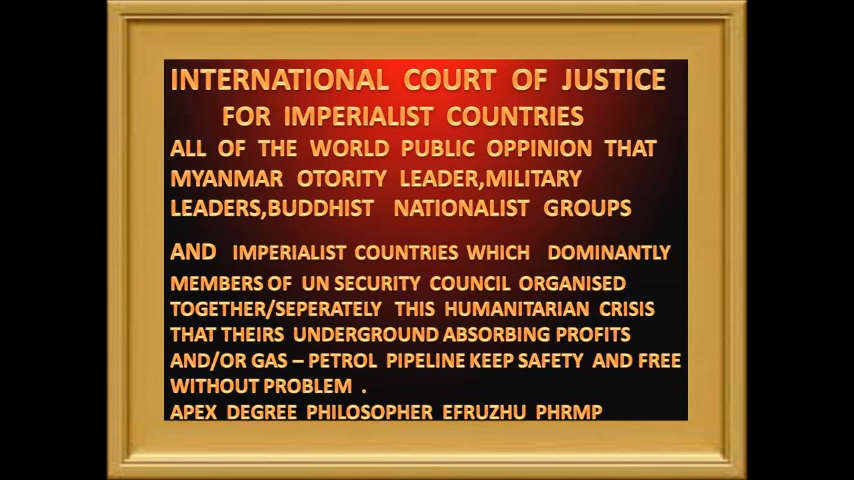 INTERNATIONAL COURT OF JUSTICE
FOR IMPERIALIST COUNTRIES
ALL OF THE WORLD PUBLIC OPPINION THAT
MYANMAR OTORITY LEADER,MILITARY
LEADERS,BUDDHIST NATIONALIST GROUPS
AND IMPERIALIST COUNTRIES WHICH DOMINANTLY
MEMBERS OF UN SECURITY COUNCIL ORGANISED
TOGETHER/SEPERATELY THIS HUMANITARIAN CRISIS
THAT THEIRS UNDERGROUND ABSORBING PROFITS
AND/OR GAS – PETROL PIPELINE KEEP SAFETY AND FREE
WITHOUT PROBLEM .
APEX DEGREE PHILOSOPHER EFRUZHU PHRMP